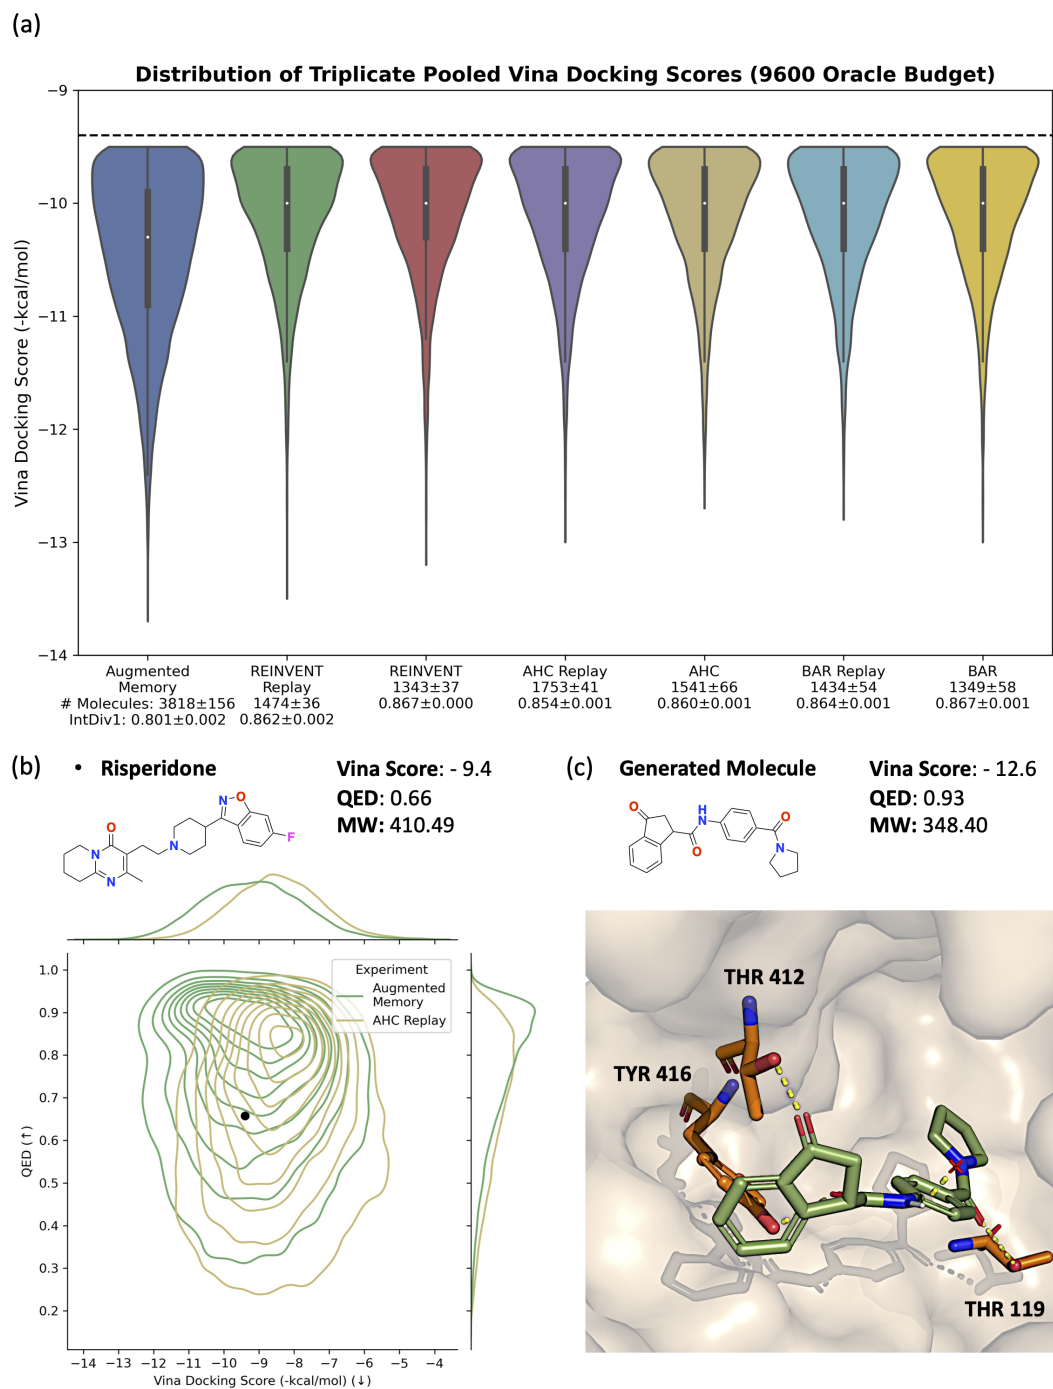 (a)
Distribution of Triplicate Pooled Vina Docking Scores (9600 Oracle Budget)
Vina Docking Score (-kcal/mol)
−9
−10
−11
−12
−13
−14
Augmented
Memory
# Molecules: 3818±156
IntDiv1: 0.801±0.002
REINVENT
Replay
1474±36
0.862±0.002
REINVENT
1343±37
0.867±0.000
AHC Replay
1753±41
0.854±0.001
AHC
1541±66
0.860±0.001
BAR Replay
1434±54
0.864±0.001
BAR
1349±58
0.867±0.001
(b)
• Risperidone
Vina Score: - 9.4
QED: 0.66
MW: 410.49
O
N
N
N
N
O
F
Experiment
Augmented
Memory
AHC Replay
QED (↑)
1.0
0.9
0.8
0.7
0.6
0.5
0.4
0.3
0.2
−14 −13 −12 −11 −10 −9 −8 −7 −6 −5 −4
Vina Docking Score (-kcal/mol) (↓)
(c)
Generated Molecule
Vina Score: - 12.6
QED: 0.93
MW: 348.40
O
H
N
O
O
N
THR 412
TYR 416
THR 119